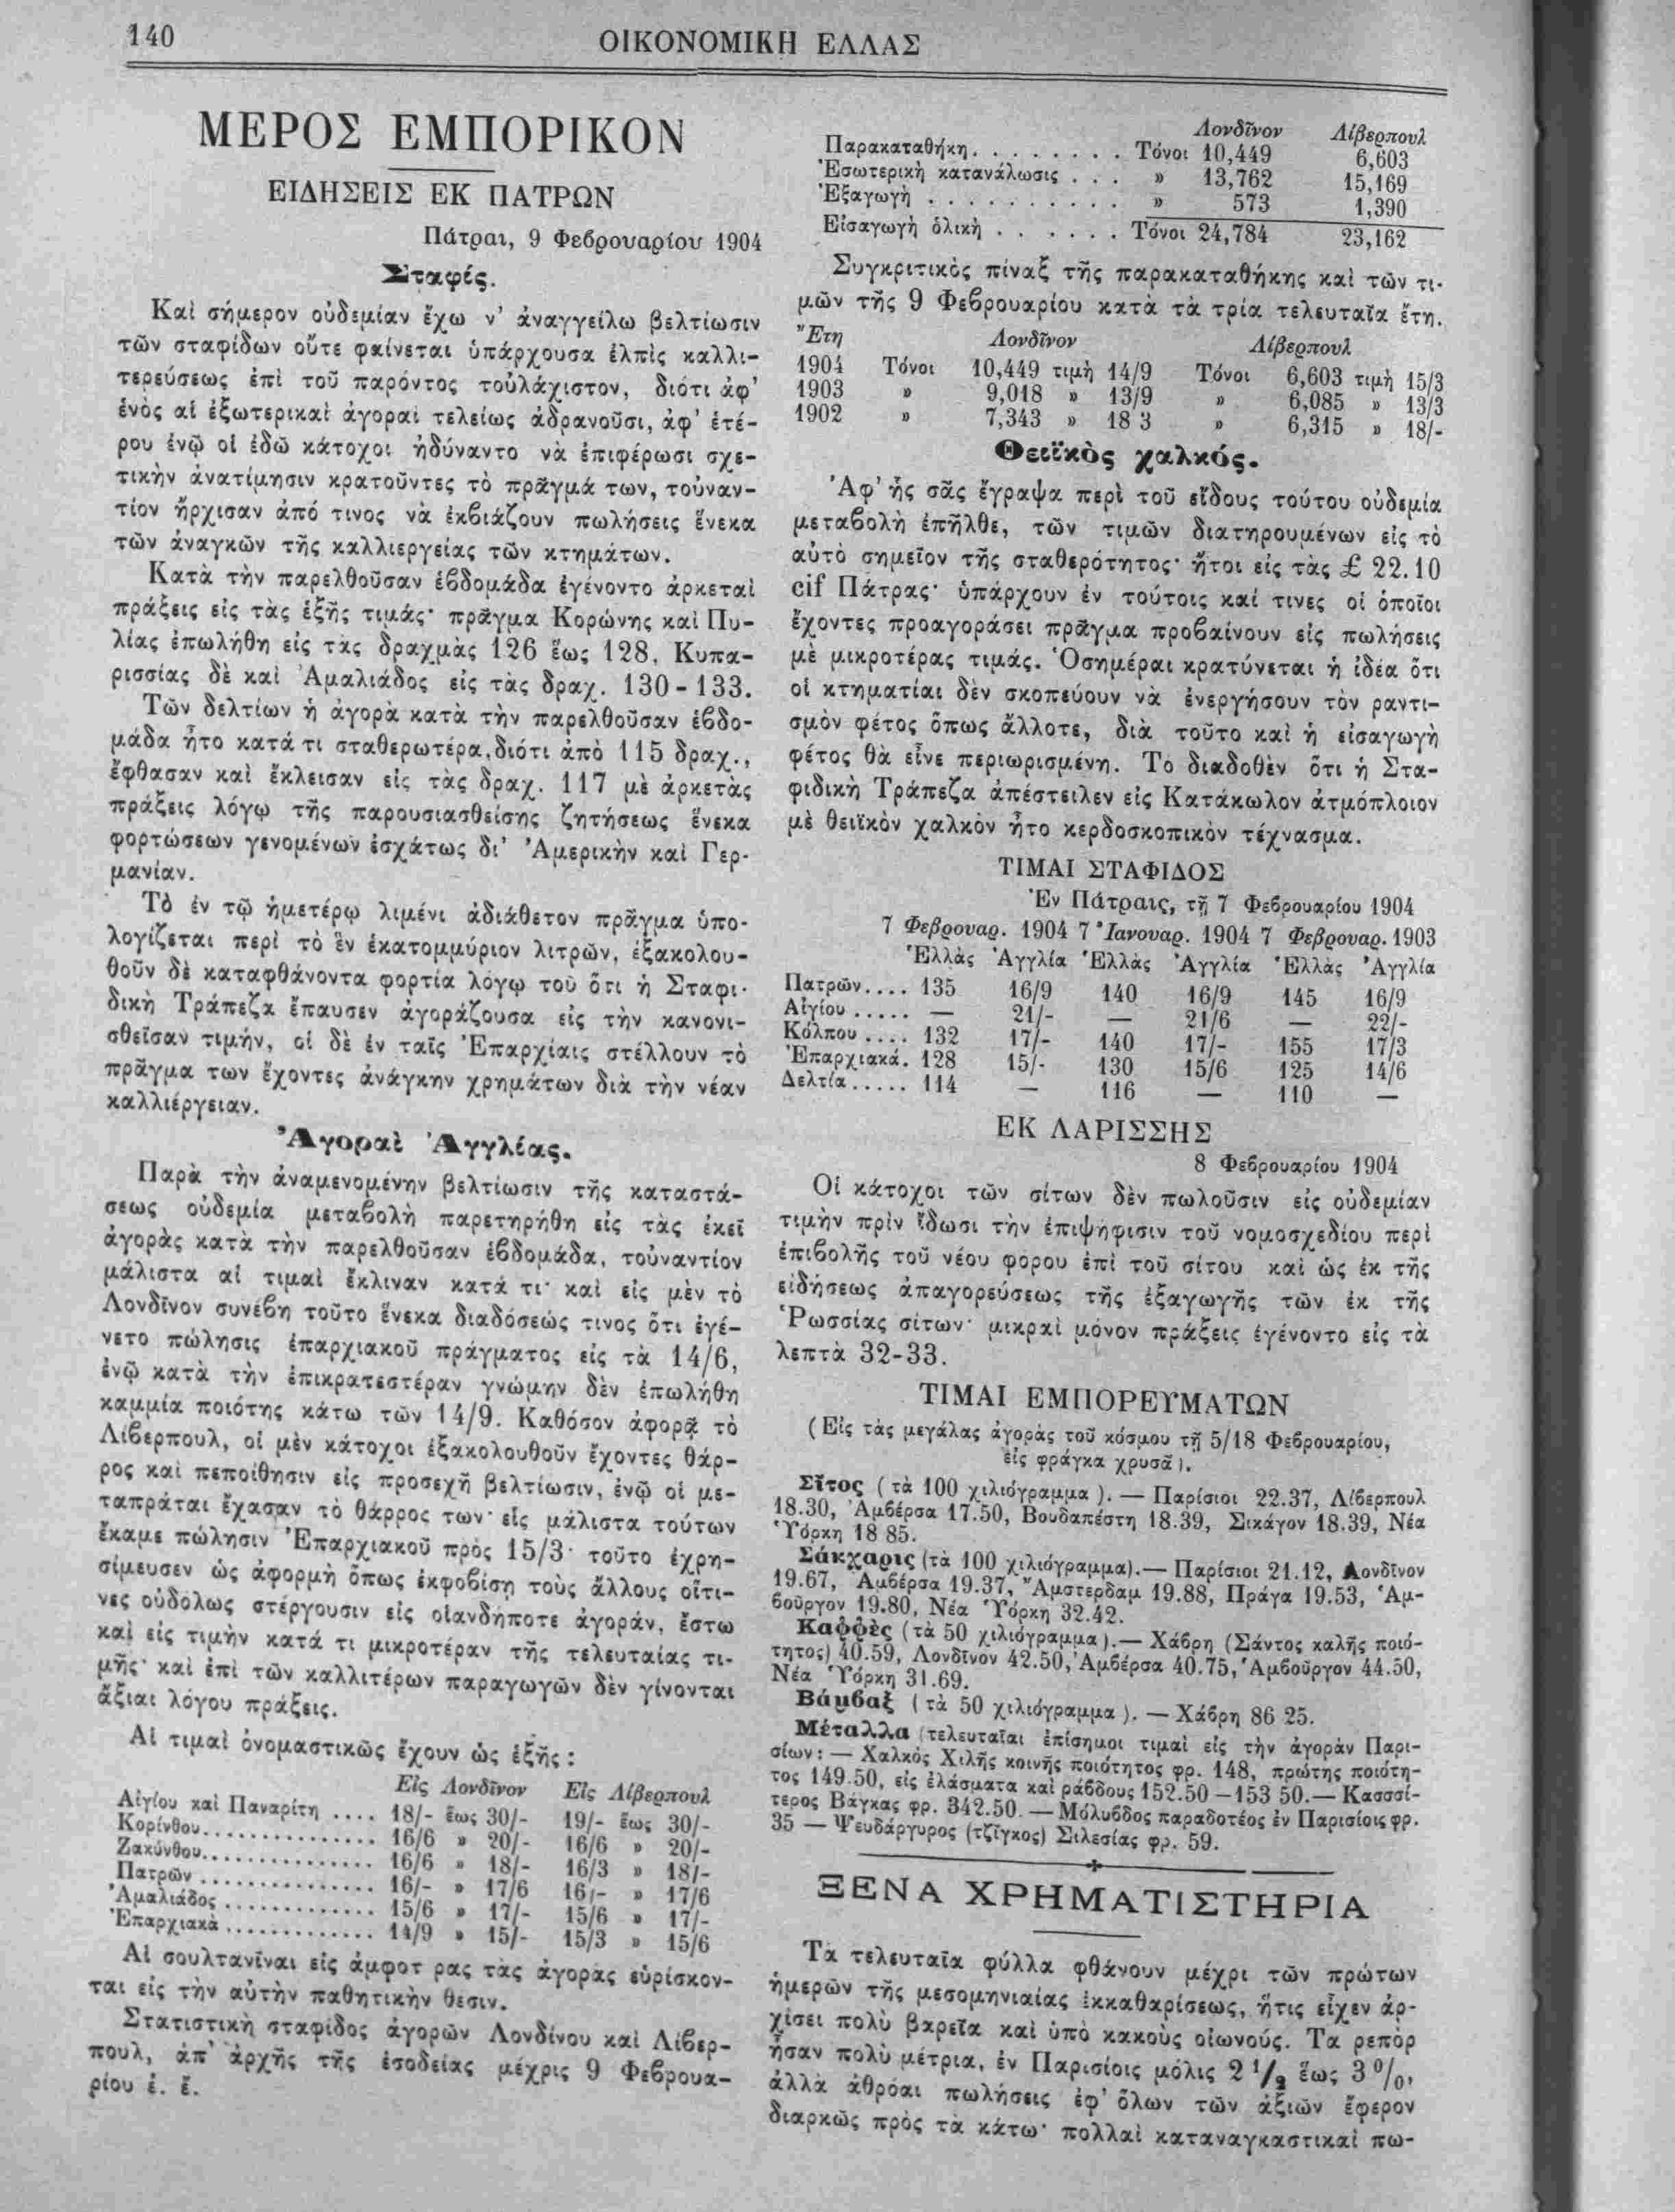 140
ΟΙΚΟΝΟΜΙΚΗ ΕΛΛΑΣ
ΜΕΡΟΣ ΕΜΠΟΡΙΚΟΝ
ΕΙΔΗΣΕΙΣ ΕΚ ΠΑΤΡΩΝ
Πάτραι, 9 Φεβρουαρίου 1904
Σταφίς.
Καὶ σήμερον οὐδεμίαν ἔχω ν' ἀναγγείλω βελτίωσιν
τῶν σταφίδων οὔτε φαίνεται ὑπάρχουσα ἐλπὶς καλλι-
τερεύσεως ἐπὶ τοῦ παρόντος τοὐλάχιστον, διότι ἀφ'
ἑνὸς αἱ ἐξωτερικαὶ ἀγοραὶ τελείως ἀδρανοῦσι, ἀφ' ἑτέ-
ρου ἐνῷ οἱ ἐδῶ κάτοχοι ἠδύναντο νὰ ἐπιφέρωσι σχε-
τικὴν ἀνατίμησιν κρατοῦντες τὸ πρᾶγμά των, τοὐναν-
τίον ἤρχισαν ἀπό τινος νὰ ἐκβιάζουν πωλήσεις ἕνεκα
τῶν ἀναγκῶν τῆς καλλιεργείας τῶν κτημάτων.
Κατὰ τὴν παρελθοῦσαν ἑβδομάδα ἐγένοντο ἀρκεταὶ
πράξεις εἰς τὰς ἑξῆς τιμάς· πρᾶγμα Κορώνης καὶ Πυ-
λίας ἐπωλήθη εἰς τὰς δραχμὰς 126 ἕως 128, Κυπα-
ρισσίας δὲ καὶ Ἀμαλιάδος εἰς τὰς δραχ. 130-133.
Τῶν δελτίων ἡ ἀγορὰ κατὰ τὴν παρελθοῦσαν ἑβδο-
μάδα ἦτο κατά τι σταθερωτέρα, διότι ἀπὸ 115 δραχ.,
ἔφθασαν καὶ ἔκλεισαν εἰς τὰς δραχ. 117 μὲ ἀρκετὰς
πράξεις λόγῳ τῆς παρουσιασθείσης ζητήσεως ἕνεκα
φορτώσεων γενομένων ἐσχάτως δι' Ἀμερικὴν καὶ Γερ-
μανίαν.
Τὸ ἐν τῷ ἡμετέρῳ λιμένι ἀδιάθετον πρᾶγμα ὑπο-
λογίζεται περὶ τὸ ἓν ἑκατομμύριον λιτρῶν, ἐξακολου-
θοῦν δὲ καταφθάνοντα φορτία λόγῳ τοῦ ὅτι ἡ Σταφι-
δικὴ Τράπεζα ἔπαυσεν ἀγοράζουσα εἰς τὴν κανονι-
σθεῖσαν τιμήν, οἱ δὲ ἐν ταῖς Ἐπαρχίαις στέλλουν τὸ
πρᾶγμα των ἔχοντες ἀνάγκην χρημάτων διὰ τὴν νέαν
καλλιέργειαν.
Ἀγοραὶ Ἀγγλίας.
Παρὰ τὴν ἀναμενομένην βελτίωσιν τῆς καταστά-
σεως οὐδεμία μεταβολὴ παρετηρήθη εἰς τὰς ἐκεῖ
ἀγορὰς κατὰ τὴν παρελθοῦσαν ἑβδομάδα, τοὐναντίον
μάλιστα αἱ τιμαὶ ἔκλιναν κατά τι· καὶ εἰς μὲν τὸ
Λονδῖνον συνέβη τοῦτο ἕνεκα διαδόσεώς τινος ὅτι ἐγέ-
νετο πώλησις ἐπαρχιακοῦ πράγματος εἰς τὰ 14/6,
ἐνῷ κατὰ τὴν ἐπικρατεστέραν γνώμην δὲν ἐπωλήθη
καμμία ποιότης κάτω τῶν 14/9. Καθόσον ἀφορᾷ τὸ
Λίβερπουλ, οἱ μὲν κάτοχοι ἐξακολουθοῦν ἔχοντες θάρ-
ρος καὶ πεποίθησιν εἰς προσεχῆ βελτίωσιν, ἐνῷ οἱ με-
ταπράται ἔχασαν τὸ θάρρος των· εἷς μάλιστα τούτων
ἔκαμε πώλησιν Ἐπαρχιακοῦ πρὸς 15/3· τοῦτο ἐχρη-
σίμευσεν ὡς ἀφορμὴ ὅπως ἐκφοβίσῃ τοὺς ἄλλους οἵτι-
νες οὐδόλως στέργουσιν εἰς οἱανδήποτε ἀγοράν, ἔστω
καὶ εἰς τιμὴν κατά τι μικροτέραν τῆς τελευταίας τι-
μῆς· καὶ ἐπὶ τῶν καλλιτέρων παραγωγῶν δὲν γίνονται
ἄξιαι λόγου πράξεις.
Αἱ τιμαὶ ὀνομαστικῶς ἔχουν ὡς ἑξῆς :
Εἰς Λονδῖνον Εἰς Λίβερπουλ
Αἰγίου καὶ Παναρίτη .... 18/- ἕως 30/- 19/- ἕως 30/-
Κορίνθου............... 16/6 » 20/- 16/6 » 20/-
Ζακύνθου............... 16/6 » 18/- 16/3 » 18/-
Πατρῶν ............... 16/- » 17/6 16/- » 17/6
Ἀμαλιάδος ............. 15/6 » 17/- 15/6 » 17/-
Ἐπαρχιακὰ ............. 14/9 » 15/- 15/3 » 15/6
Αἱ σουλτανῖναι εἰς ἀμφοτ ρας τὰς ἀγορὰς εὑρίσκον-
ται εἰς τὴν αὐτὴν παθητικὴν θέσιν.
Στατιστικὴ σταφίδος ἀγορῶν Λονδίνου καὶ Λίβερ-
πουλ, ἀπ' ἀρχῆς τῆς ἐσοδείας μέχρις 9 Φεβρουα-
ρίου ἐ. ἔ.
Λονδῖνον Λίβερπουλ
Παρακαταθήκη. . . . . . . . Τόνοι 10,449 6,603
Ἐσωτερικὴ κατανάλωσις . . . » 13,762 15,169
Ἐξαγωγὴ . . . . . . . . . . » 573 1,390
Εἰσαγωγὴ ὁλικὴ . . . . . . Τόνοι 24,784 23,162
Συγκριτικὸς πίναξ τῆς παρακαταθήκης καὶ τῶν τι-
μῶν τῆς 9 Φεβρουαρίου κατὰ τὰ τρία τελευταῖα ἔτη.
Ἔτη Λονδῖνον Λίβερπουλ
1904 Τόνοι 10,449 τιμὴ 14/9 Τόνοι 6,603 τιμὴ 15/3
1903 » 9,018 » 13/9 » 6,085 » 13/3
1902 » 7,343 » 18 3 » 6,315 » 18/-
Θειϊκὸς χαλκός.
Ἀφ' ἧς σᾶς ἔγραψα περὶ τοῦ εἴδους τούτου οὐδεμία
μεταβολὴ ἐπῆλθε, τῶν τιμῶν διατηρουμένων εἰς τὸ
αὐτὸ σημεῖον τῆς σταθερότητος· ἤτοι εἰς τὰς £ 22.10
cif Πάτρας· ὑπάρχουν ἐν τούτοις καί τινες οἱ ὁποῖοι
ἔχοντες προαγοράσει πρᾶγμα προβαίνουν εἰς πωλήσεις
μὲ μικροτέρας τιμάς. Ὁσημέραι κρατύνεται ἡ ἰδέα ὅτι
οἱ κτηματίαι δὲν σκοπεύουν νὰ ἐνεργήσουν τὸν ραντι-
σμὸν φέτος ὅπως ἄλλοτε, διὰ τοῦτο καὶ ἡ εἰσαγωγὴ
φέτος θὰ εἶνε περιωρισμένη. Τὸ διαδοθὲν ὅτι ἡ Στα-
φιδικὴ Τράπεζα ἀπέστειλεν εἰς Κατάκωλον ἀτμόπλοιον
μὲ θειϊκὸν χαλκὸν ἦτο κερδοσκοπικὸν τέχνασμα.
ΤΙΜΑΙ ΣΤΑΦΙΔΟΣ
Ἐν Πάτραις, τῇ 7 Φεβρουαρίου 1904
7 Φεβρουαρ. 1904 7 Ἰανουαρ. 1904 7 Φεβρουαρ. 1903
Ἑλλὰς Ἀγγλία Ἑλλὰς Ἀγγλία Ἑλλὰς Ἀγγλία
Πατρῶν.... 135 16/9 140 16/9 145 16/9
Αἰγίου ..... — 21/- — 21/6 — 22/-
Κόλπου .... 132 17/- 140 17/- 155 17/3
Ἐπαρχιακά. 128 15/- 130 15/6 125 14/6
Δελτία ..... 114 — 116 — 110 —
ΕΚ ΛΑΡΙΣΣΗΣ
8 Φεβρουαρίου 1904
Οἱ κάτοχοι τῶν σίτων δὲν πωλοῦσιν εἰς οὐδεμίαν
τιμὴν πρὶν ἴδωσι τὴν ἐπιψήφισιν τοῦ νομοσχεδίου περὶ
ἐπιβολῆς τοῦ νέου φόρου ἐπὶ τοῦ σίτου καὶ ὡς ἐκ τῆς
εἰδήσεως ἀπαγορεύσεως τῆς ἐξαγωγῆς τῶν ἐκ τῆς
Ῥωσσίας σίτων· μικραὶ μόνον πράξεις ἐγένοντο εἰς τὰ
λεπτὰ 32-33.
ΤΙΜΑΙ ΕΜΠΟΡΕΥΜΑΤΩΝ
(Εἰς τὰς μεγάλας ἀγορὰς τοῦ κόσμου τῇ 5/18 Φεβρουαρίου,
εἰς φράγκα χρυσᾶ).
Σῖτος (τὰ 100 χιλιόγραμμα). — Παρίσιοι 22.37, Λίβερπουλ
18.30, Ἀμβέρσα 17.50, Βουδαπέστη 18.39, Σικάγον 18.39, Νέα
Ὑόρκη 18 85.
Σάκχαρις (τὰ 100 χιλιόγραμμα).— Παρίσιοι 21.12, Λονδῖνον
19.67, Ἀμβέρσα 19.37, Ἀμστερδαμ 19.88, Πράγα 19.53, Ἁμ-
βοῦργον 19.80, Νέα Ὑόρκη 32.42.
Καφφὲς (τὰ 50 χιλιόγραμμα).— Χάβρη (Σάντος καλῆς ποιό-
τητος) 40.59, Λονδῖνον 42.50, Ἀμβέρσα 40.75, Ἁμβοῦργον 44.50,
Νέα Ὑόρκη 31.69.
Βάμβαξ (τὰ 50 χιλιόγραμμα). — Χάβρη 86 25.
Μέταλλα (τελευταῖαι ἐπίσημοι τιμαὶ εἰς τὴν ἀγορὰν Παρι-
σίων: — Χαλκὸς Χιλῆς κοινῆς ποιότητος φρ. 148, πρώτης ποιότη-
τος 149.50, εἰς ἐλάσματα καὶ ράβδους 152.50 —153 50.— Κασσί-
τερος Βάγκας φρ. 342.50. — Μόλυβδος παραδοτέος ἐν Παρισίοις φρ.
35 — Ψευδάργυρος (τζῖγκος) Σιλεσίας φρ. 59.
ΞΕΝΑ ΧΡΗΜΑΤΙΣΤΗΡΙΑ
Τὰ τελευταῖα φύλλα φθάνουν μέχρι τῶν πρώτων
ἡμερῶν τῆς μεσομηνιαίας ἐκκαθαρίσεως, ἥτις εἶχεν ἀρ-
χίσει πολὺ βαρεῖα καὶ ὑπὸ κακοὺς οἰωνούς. Τὰ ρεπὸρ
ἦσαν πολὺ μέτρια, ἐν Παρισίοις μόλις 2 1/2 ἕως 3 0/0,
ἀλλὰ ἀθρόαι πωλήσεις ἐφ' ὅλων τῶν ἀξιῶν ἔφερον
διαρκῶς πρὸς τὰ κάτω· πολλαὶ καταναγκαστικαὶ πω-